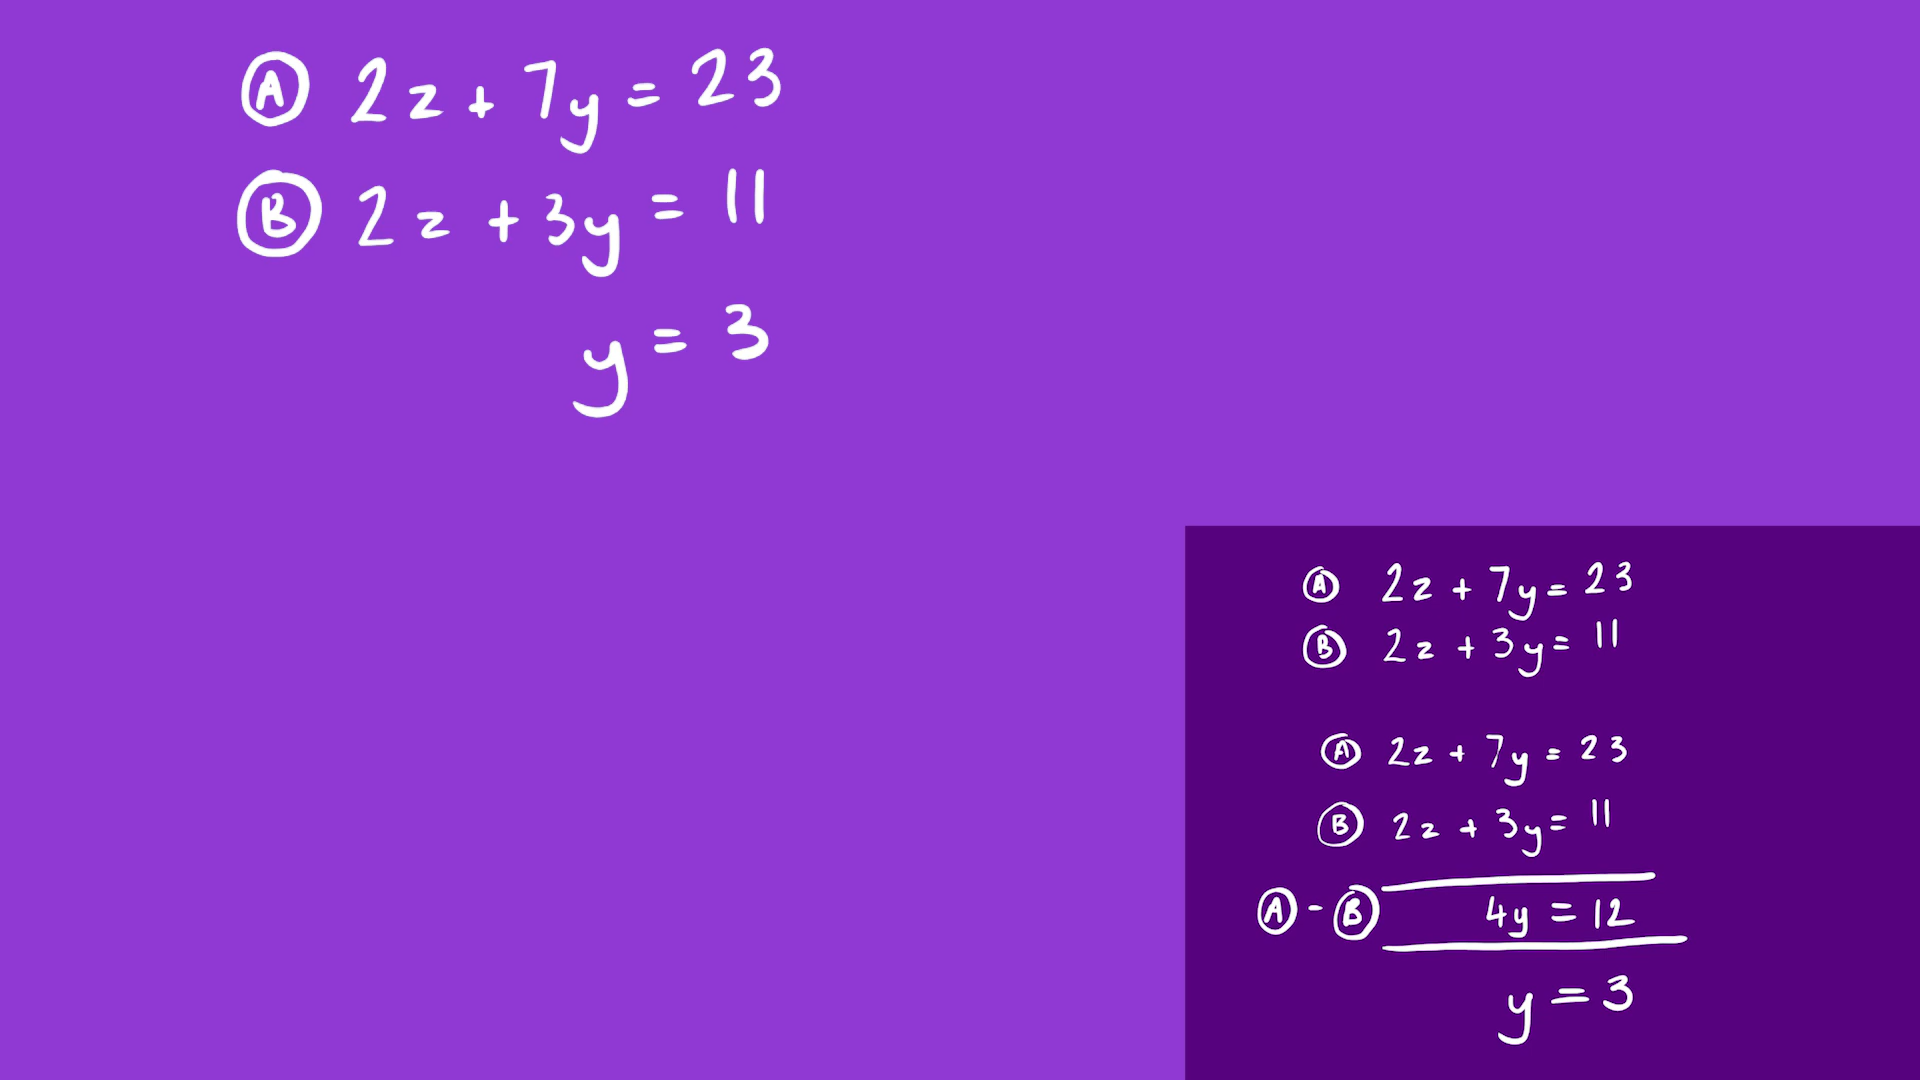 Ⓐ 2z + 7y = 23
Ⓑ 2z + 3y = 11
y = 3
Ⓐ 2z + 7y = 23
Ⓑ 2z + 3y = 11
Ⓐ 2z + 7y = 23
Ⓑ 2z + 3y = 11
Ⓐ - Ⓑ 4y = 12
y = 3